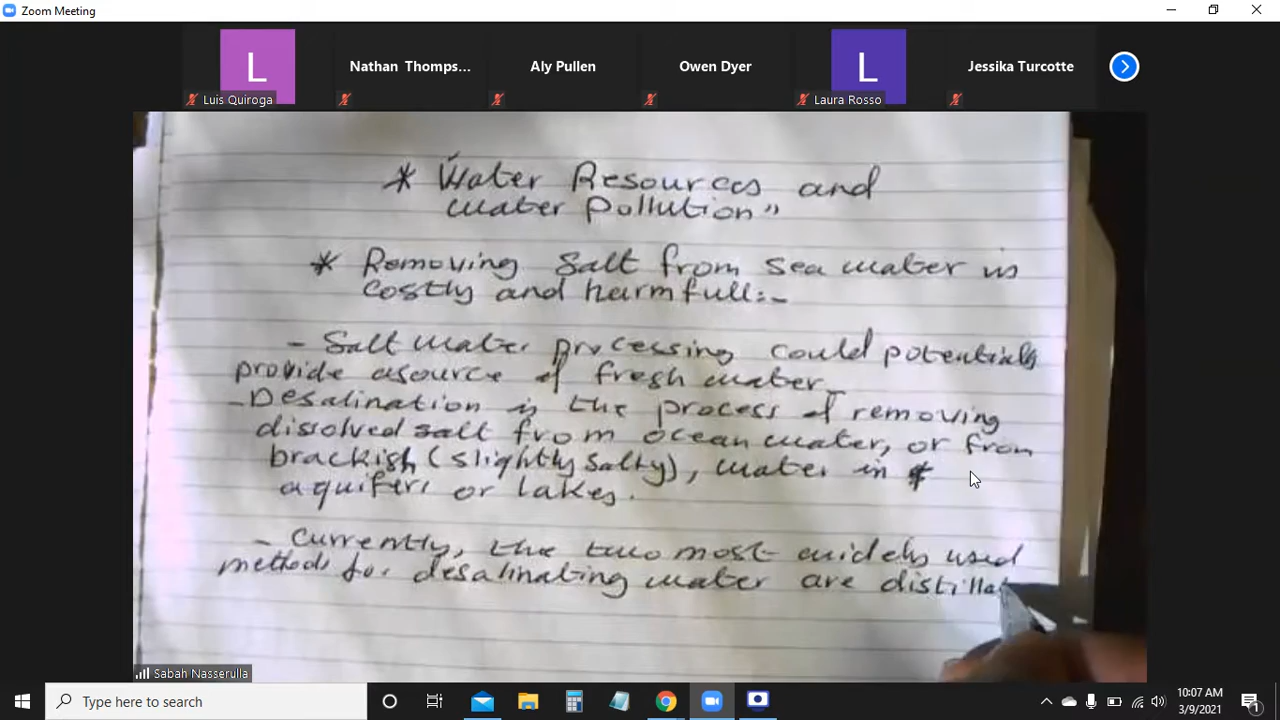 Zoom Meeting
L
Nathan Thomps...
Aly Pullen
Owen Dyer
L
Jessika Turcotte
Luis Quiroga
Laura Rosso
* "Water Resources and
water Pollution"
* Removing Salt from Sea water is
Costly and harmfull:-
- Salt water processing could potentials
provide a source of fresh water_
- Desalination is the process of removing
dissolved salt from ocean water, or from
brackish (slightly Salty), water in
aquifers or lakes.
- Currently, the two most widely used
methods for desalinating water are distilla
Sabah Nasserulla
Type here to search
10:07 AM
3/9/2021
1